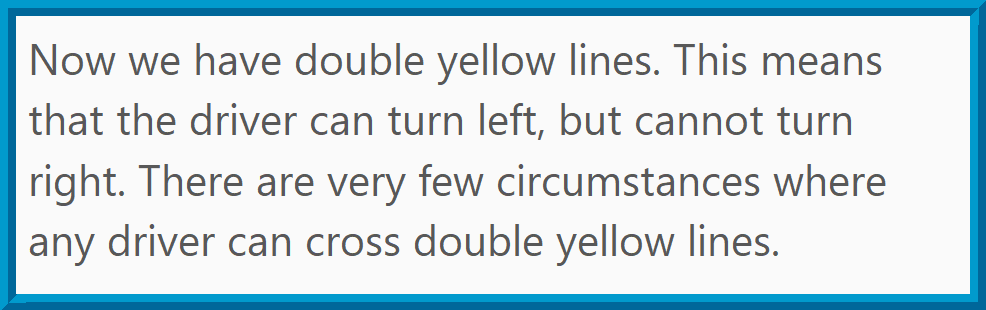 Now we have double yellow lines. This means
that the driver can turn left, but cannot turn
right. There are very few circumstances where
any driver can cross double yellow lines.